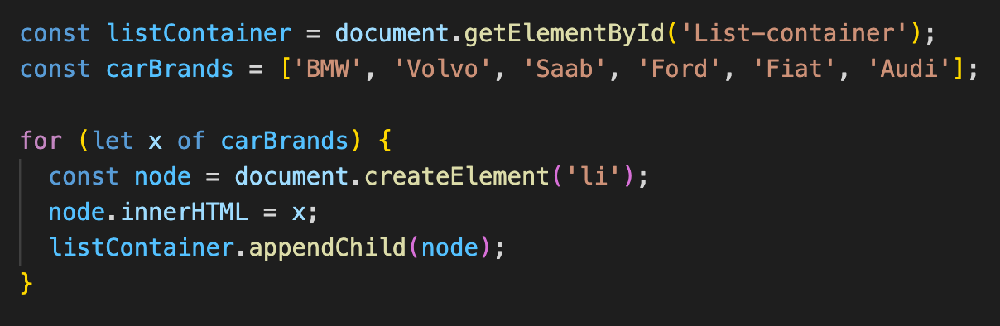 const listContainer = document.getElementById('List-container');
const carBrands = ['BMW', 'Volvo', 'Saab', 'Ford', 'Fiat', 'Audi'];

for (let x of carBrands) {
  const node = document.createElement('li');
  node.innerHTML = x;
  listContainer.appendChild(node);
}